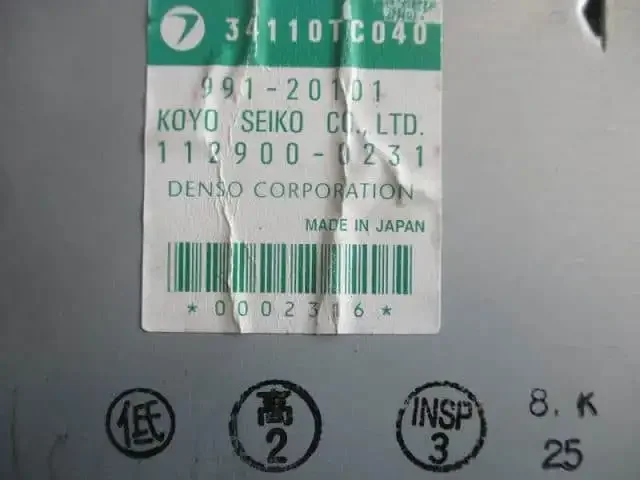 34110TC040
991-20101
KOYO SEIKO CO., LTD.
112900-0231
DENSO CORPORATION
MADE IN JAPAN
*0002316*
低
高 2
INSP 3
8. K
25